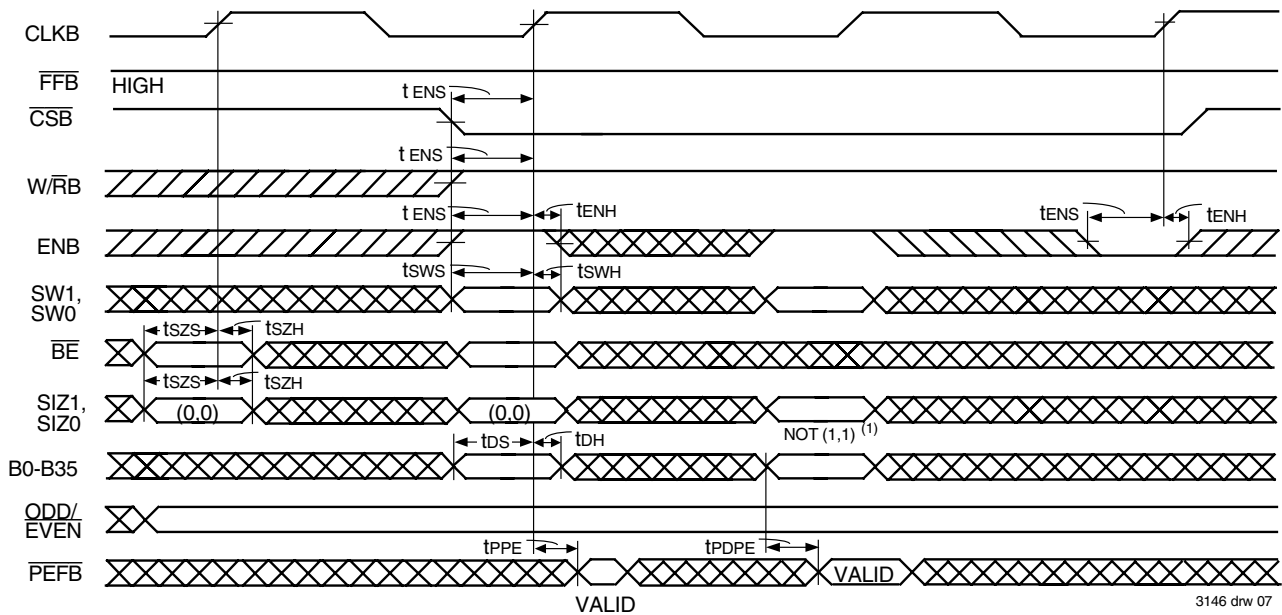 CLKB
FFB HIGH
t ENS
CSB
t ENS
W/RB
t ENS tENH tENS tENH
ENB
tSWS tSWH
SW1,
SW0
tSZS tSZH
BE
tSZS tSZH
SIZ1,
SIZ0
(0,0) (0,0) NOT (1,1) (1)
tDS tDH
B0-B35
ODD/
EVEN
tPPE tPDPE
PEFB VALID
VALID
3146 drw 07